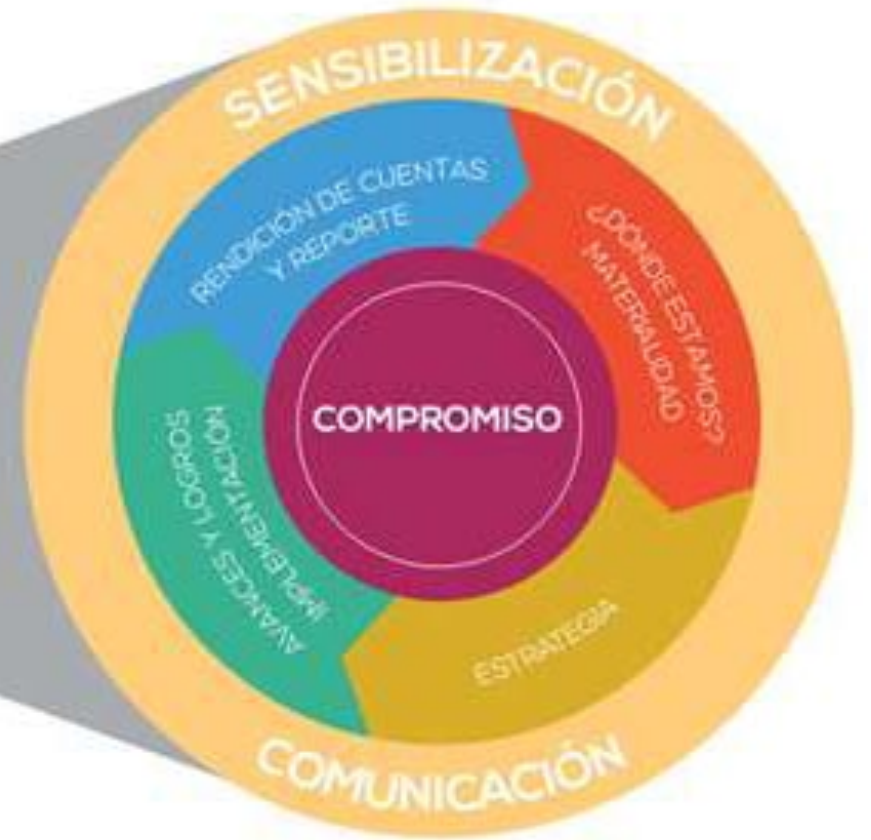 SENSIBILIZACIÓN
RENDICIÓN DE CUENTAS
Y REPORTE
¿DÓNDE ESTAMOS?
MATERIALIDAD
COMPROMISO
AVANCES Y LOGROS
IMPLEMENTACIÓN
ESTRATEGIA
COMUNICACIÓN